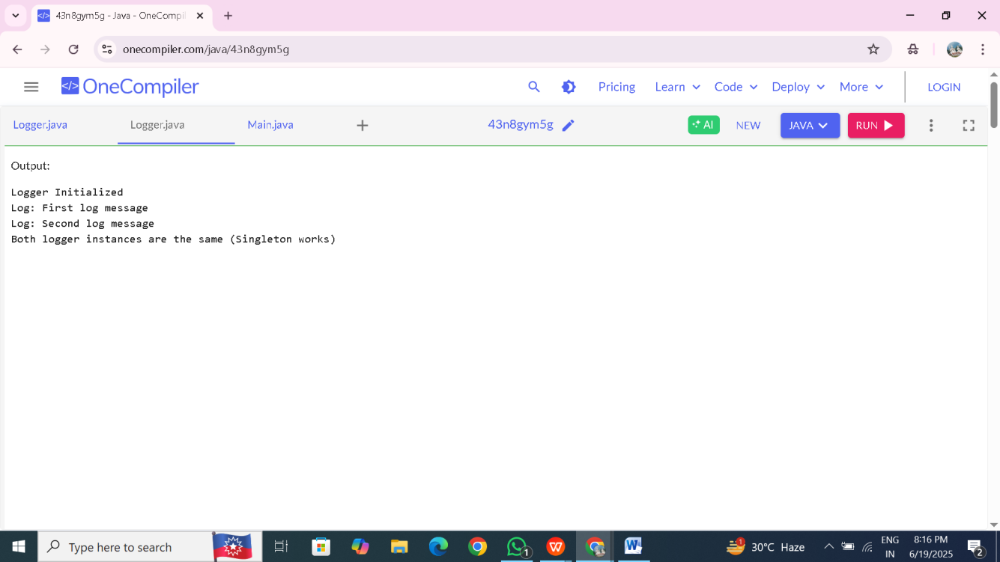 43n8gym5g - Java - OneCompil
onecompiler.com/java/43n8gym5g
</> OneCompiler
Pricing
Learn
Code
Deploy
More
LOGIN
Logger.java
Logger.java
Main.java
43n8gym5g
AI
NEW
JAVA
RUN
Output:
Logger Initialized
Log: First log message
Log: Second log message
Both logger instances are the same (Singleton works)
Type here to search
1
W
W
1
30°C Haze
ENG
IN
8:16 PM
6/19/2025
2